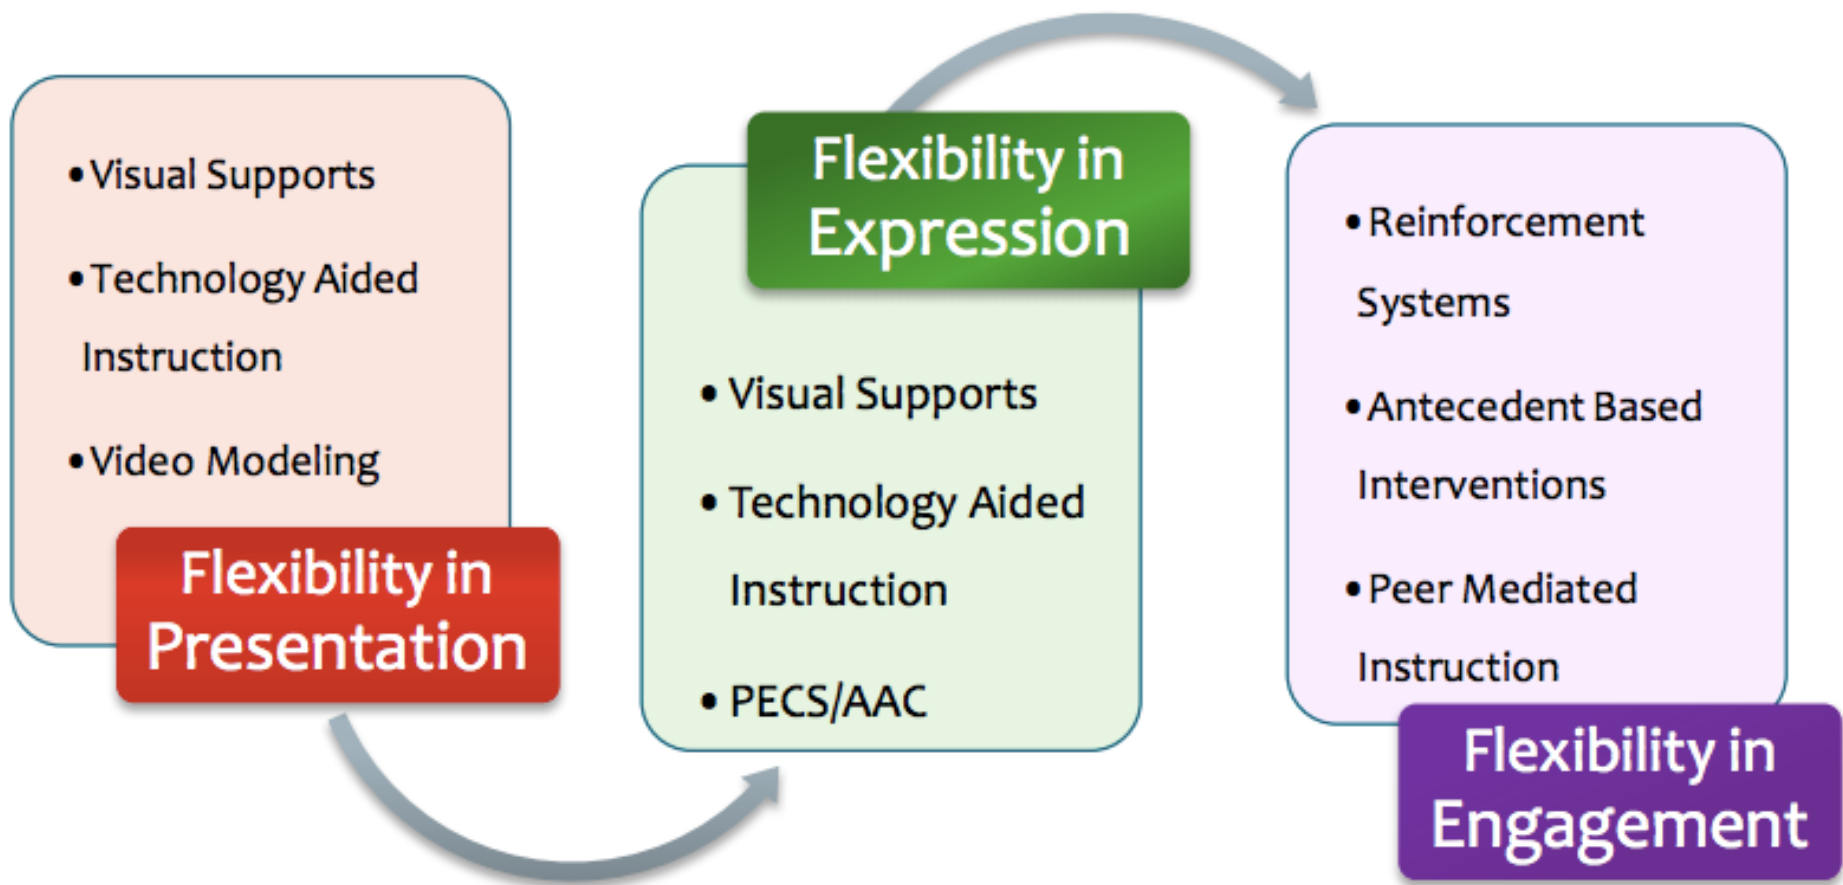 • Visual Supports
• Technology Aided
Instruction
• Video Modeling
Flexibility in
Presentation
Flexibility in
Expression
• Visual Supports
• Technology Aided
Instruction
• PECS/AAC
• Reinforcement
Systems
• Antecedent Based
Interventions
• Peer Mediated
Instruction
Flexibility in
Engagement